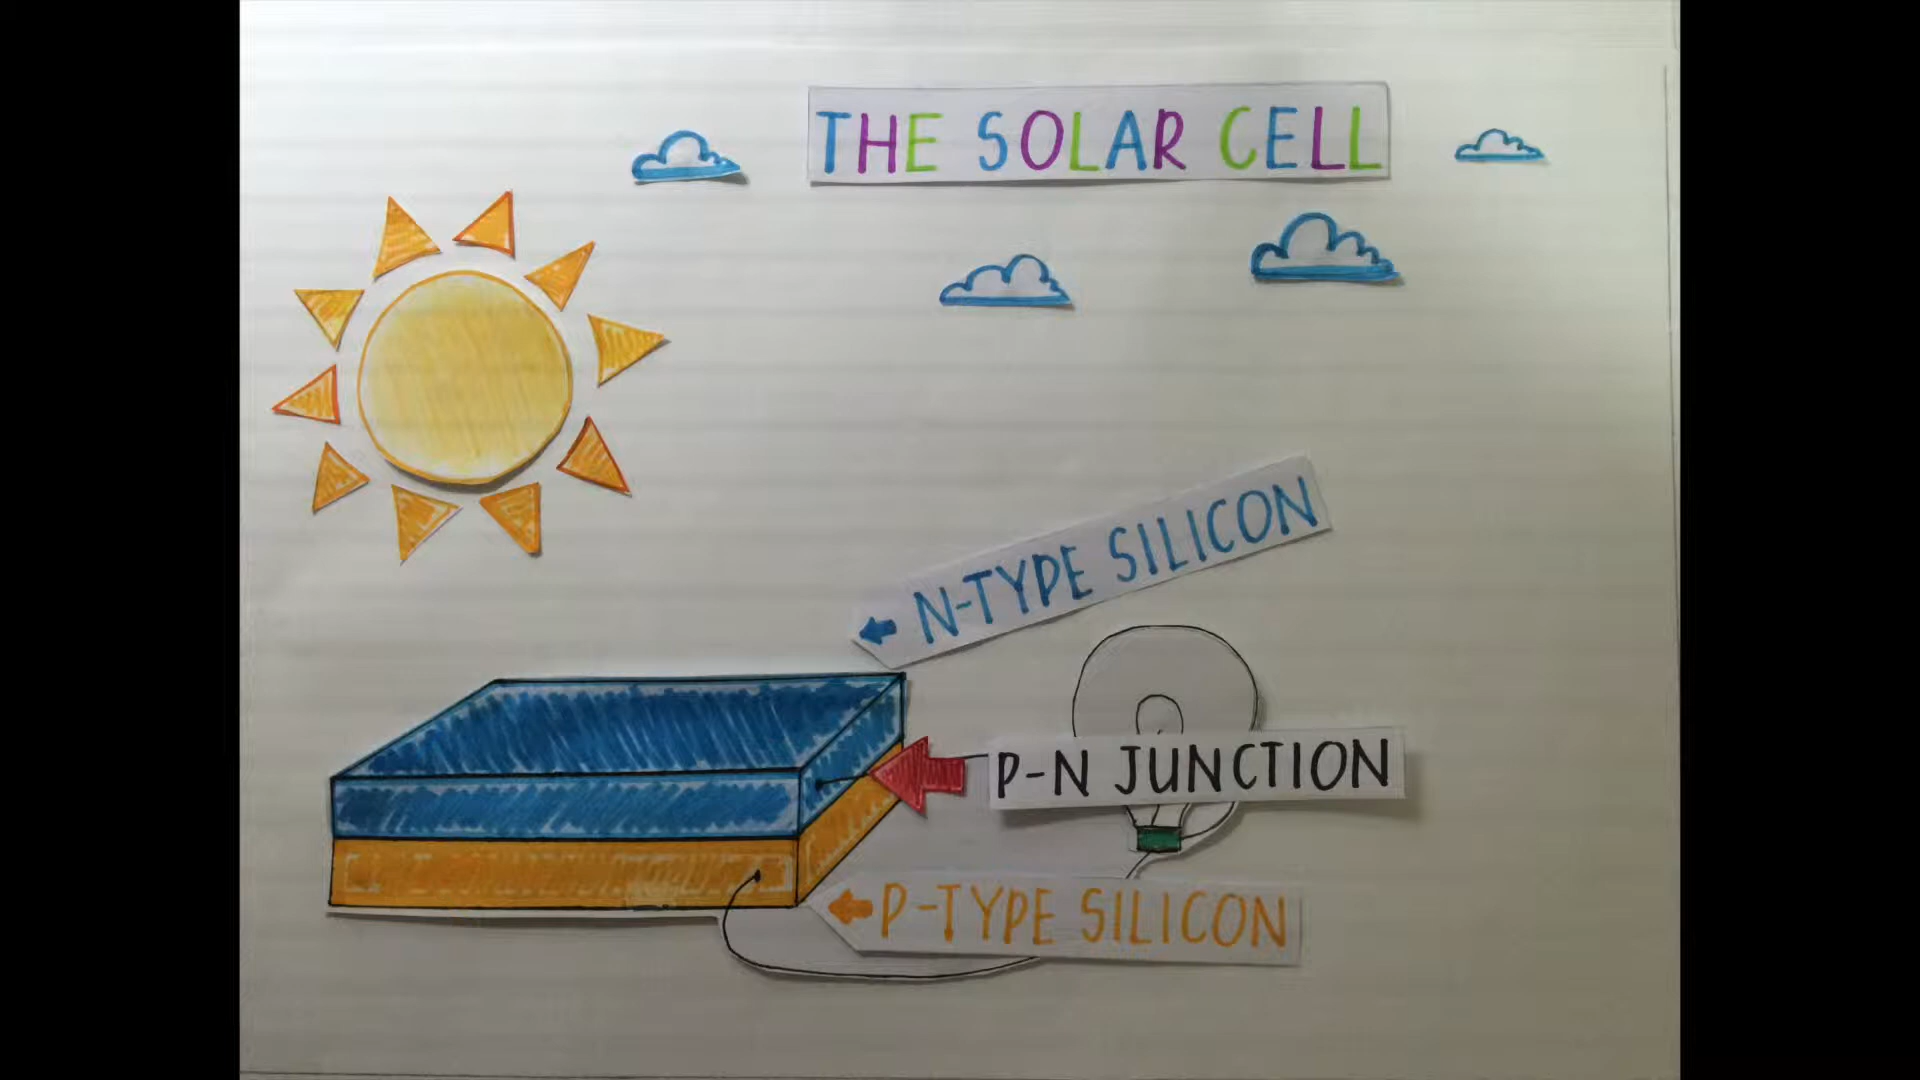 THE SOLAR CELL
N-TYPE SILICON
P-N JUNCTION
P-TYPE SILICON